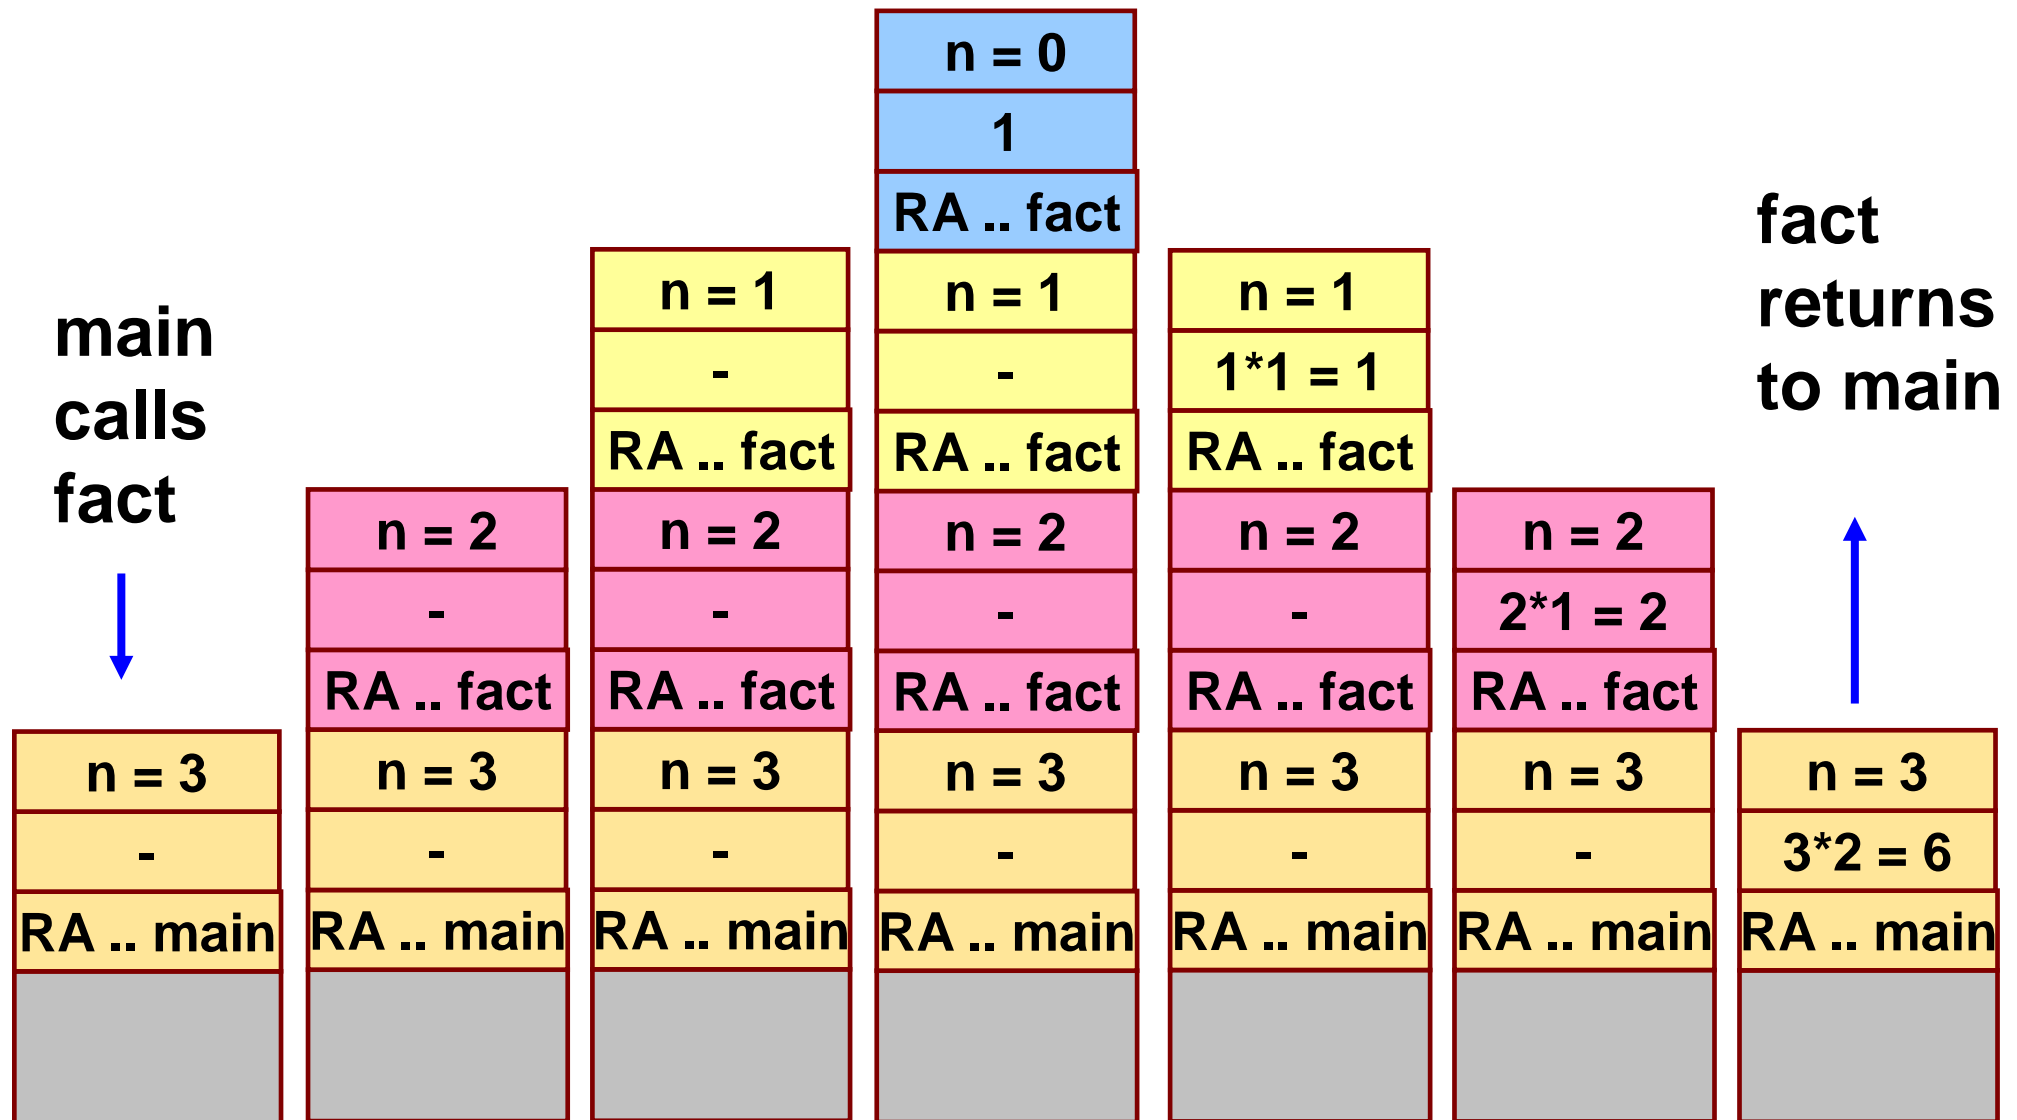 main
calls
fact
n = 3
-
RA .. main
n = 2
-
RA .. fact
n = 3
-
RA .. main
n = 1
-
RA .. fact
n = 2
-
RA .. fact
n = 3
-
RA .. main
n = 0
1
RA .. fact
n = 1
-
RA .. fact
n = 2
-
RA .. fact
n = 3
-
RA .. main
n = 1
1*1 = 1
RA .. fact
n = 2
-
RA .. fact
n = 3
-
RA .. main
n = 2
2*1 = 2
RA .. fact
n = 3
-
RA .. main
fact
returns
to main
n = 3
3*2 = 6
RA .. main